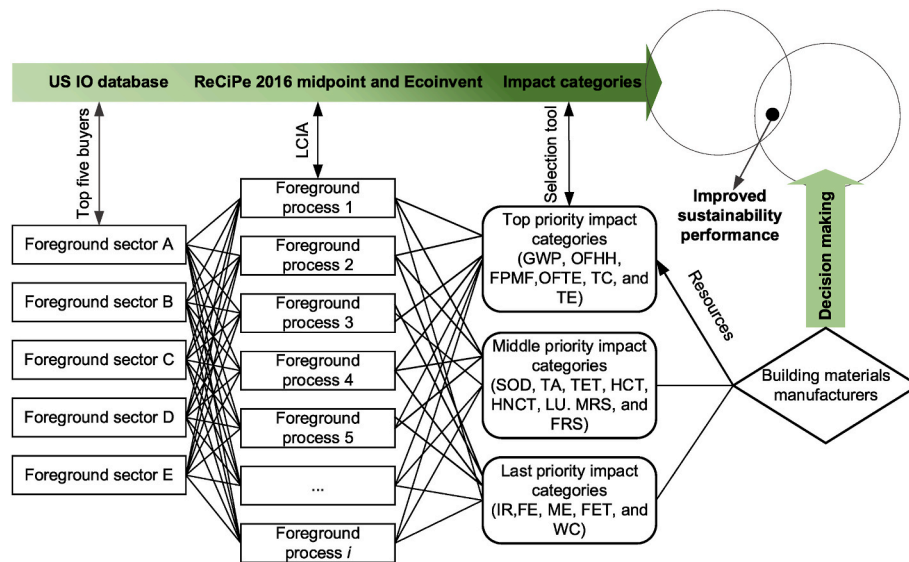 US IO database
ReCiPe 2016 midpoint and Ecoinvent
Impact categories
Top five buyers
LCIA
Selection tool
Improved
sustainability
performance
Decision making
Foreground sector A
Foreground sector B
Foreground sector C
Foreground sector D
Foreground sector E
Foreground
process 1
Foreground
process 2
Foreground
process 3
Foreground
process 4
Foreground
process 5
...
Foreground
process i
Top priority impact
categories
(GWP, OFHH,
FPMF,OFTE, TC, and
TE)
Middle priority impact
categories
(SOD, TA, TET, HCT,
HNCT, LU. MRS, and
FRS)
Last priority impact
categories
(IR,FE, ME, FET, and
WC)
Resources
Building materials
manufacturers